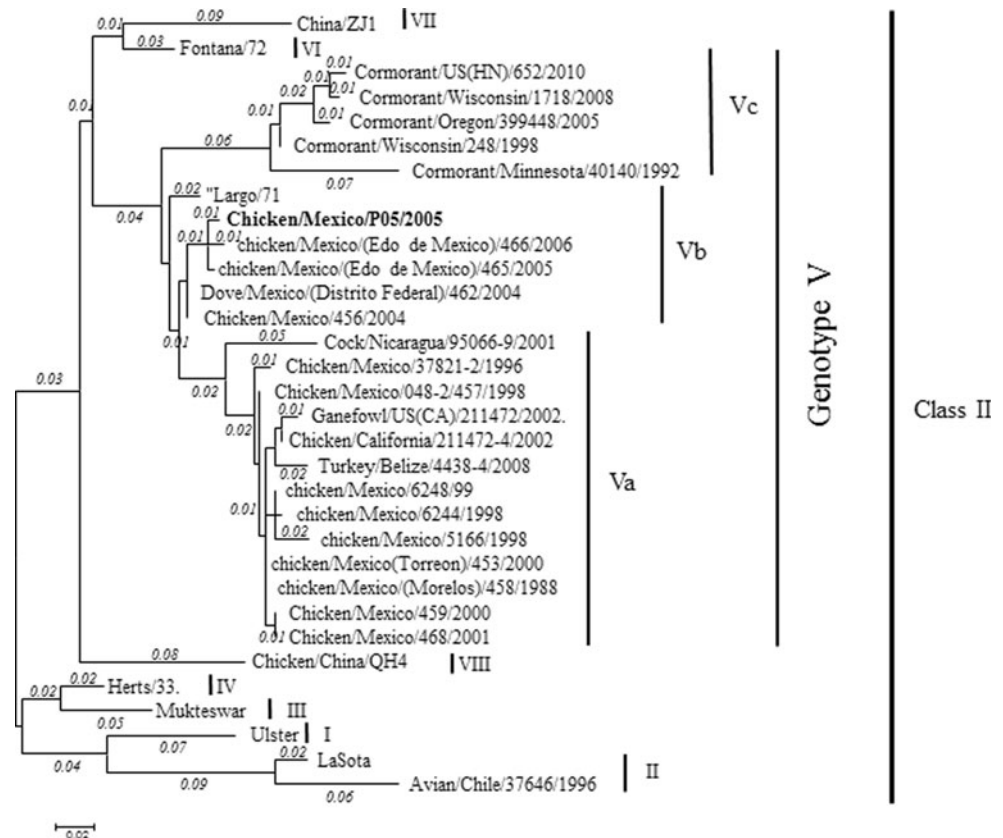 0.09
China/ZJ1
VII
0.01
0.03
Fontana/72
VI
0.01
0.01
Cormorant/US(HN)/652/2010
0.01
0.02
0.01
Cormorant/Wisconsin/1718/2008
0.01
0.01
Cormorant/Oregon/399448/2005
0.06
Cormorant/Wisconsin/248/1998
0.07
Cormorant/Minnesota/40140/1992
Vc
0.04
0.02
"Largo/71
0.01
Chicken/Mexico/P05/2005
0.01
0.01
chicken/Mexico/(Edo de Mexico)/466/2006
chicken/Mexico/(Edo de Mexico)/465/2005
Dove/Mexico/(Distrito Federal)/462/2004
Chicken/Mexico/456/2004
Vb
0.01
0.05
Cock/Nicaragua/95066-9/2001
0.01
Chicken/Mexico/37821-2/1996
0.02
Chicken/Mexico/048-2/457/1998
0.02
0.01
Ganefowl/US(CA)/211472/2002.
Chicken/California/211472-4/2002
Turkey/Belize/4438-4/2008
0.02
chicken/Mexico/6248/99
0.01
chicken/Mexico/6244/1998
0.02
chicken/Mexico/5166/1998
chicken/Mexico(Torreon)/453/2000
chicken/Mexico/(Morelos)/458/1988
Chicken/Mexico/459/2000
0.01
Chicken/Mexico/468/2001
Va
Genotype V
Class II
0.03
0.08
Chicken/China/QH4
VIII
0.02
0.02
Herts/33.
IV
Mukteswar
III
0.05
Ulster
I
0.07
0.04
0.02
LaSota
0.09
Avian/Chile/37646/1996
0.06
II
0.02